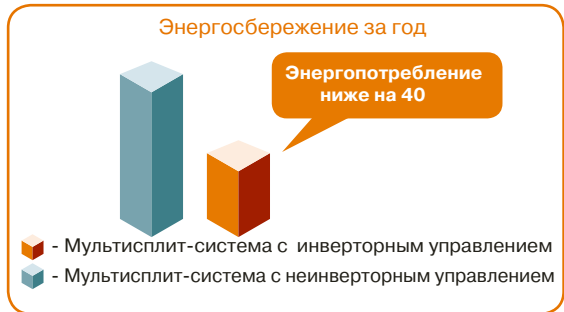 Энергосбережение за год
Энергопотребление
ниже на 40
- Мультисплит-система с инверторным управлением
- Мультисплит-система с неинверторным управлением